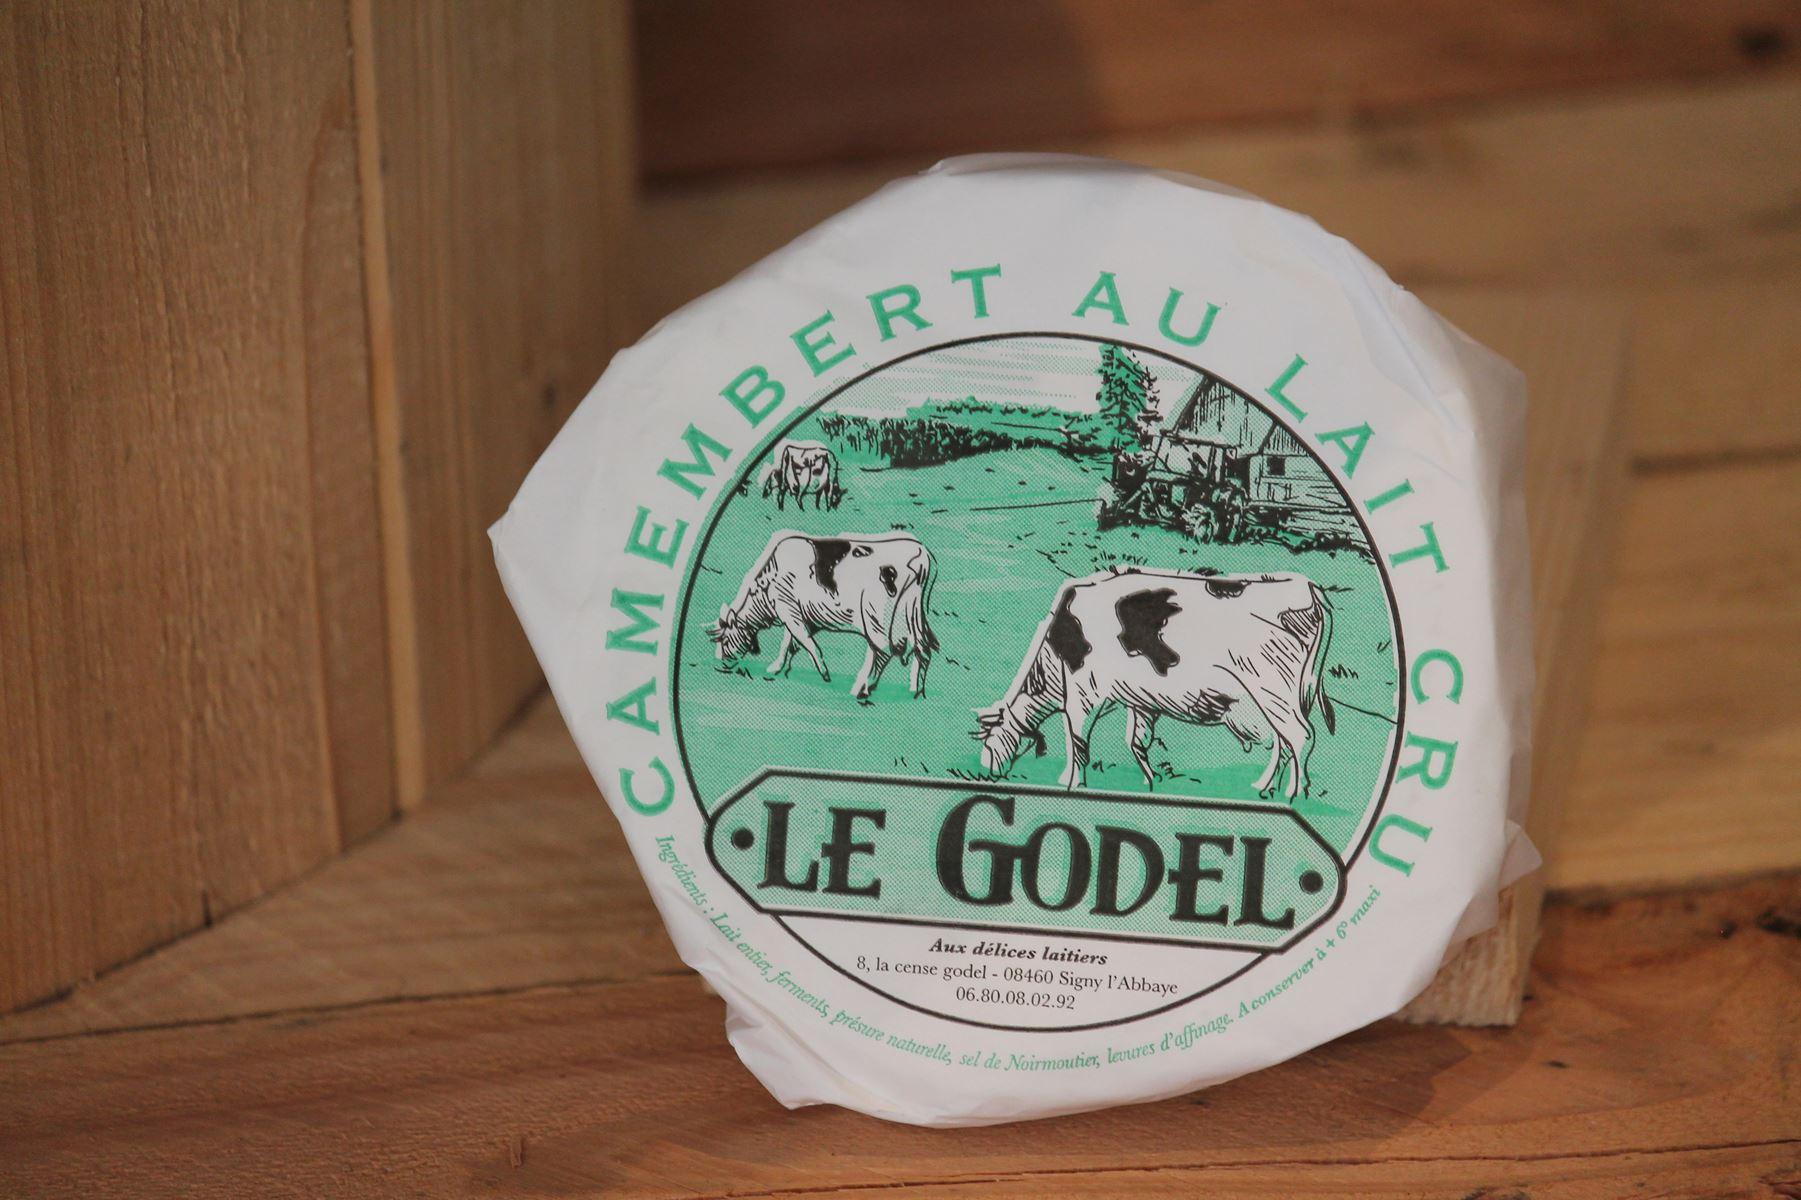 CAMEMBERT AU LAIT CRU
LE GODEL
Aux délices laitiers
8, la cense godel - 08460 Signy l'Abbaye
06.80.08.02.92
Ingrédients : Lait entier, ferments, présure naturelle, sel de Noirmoutier, levures d'affinage. A conserver à + 6° maxi